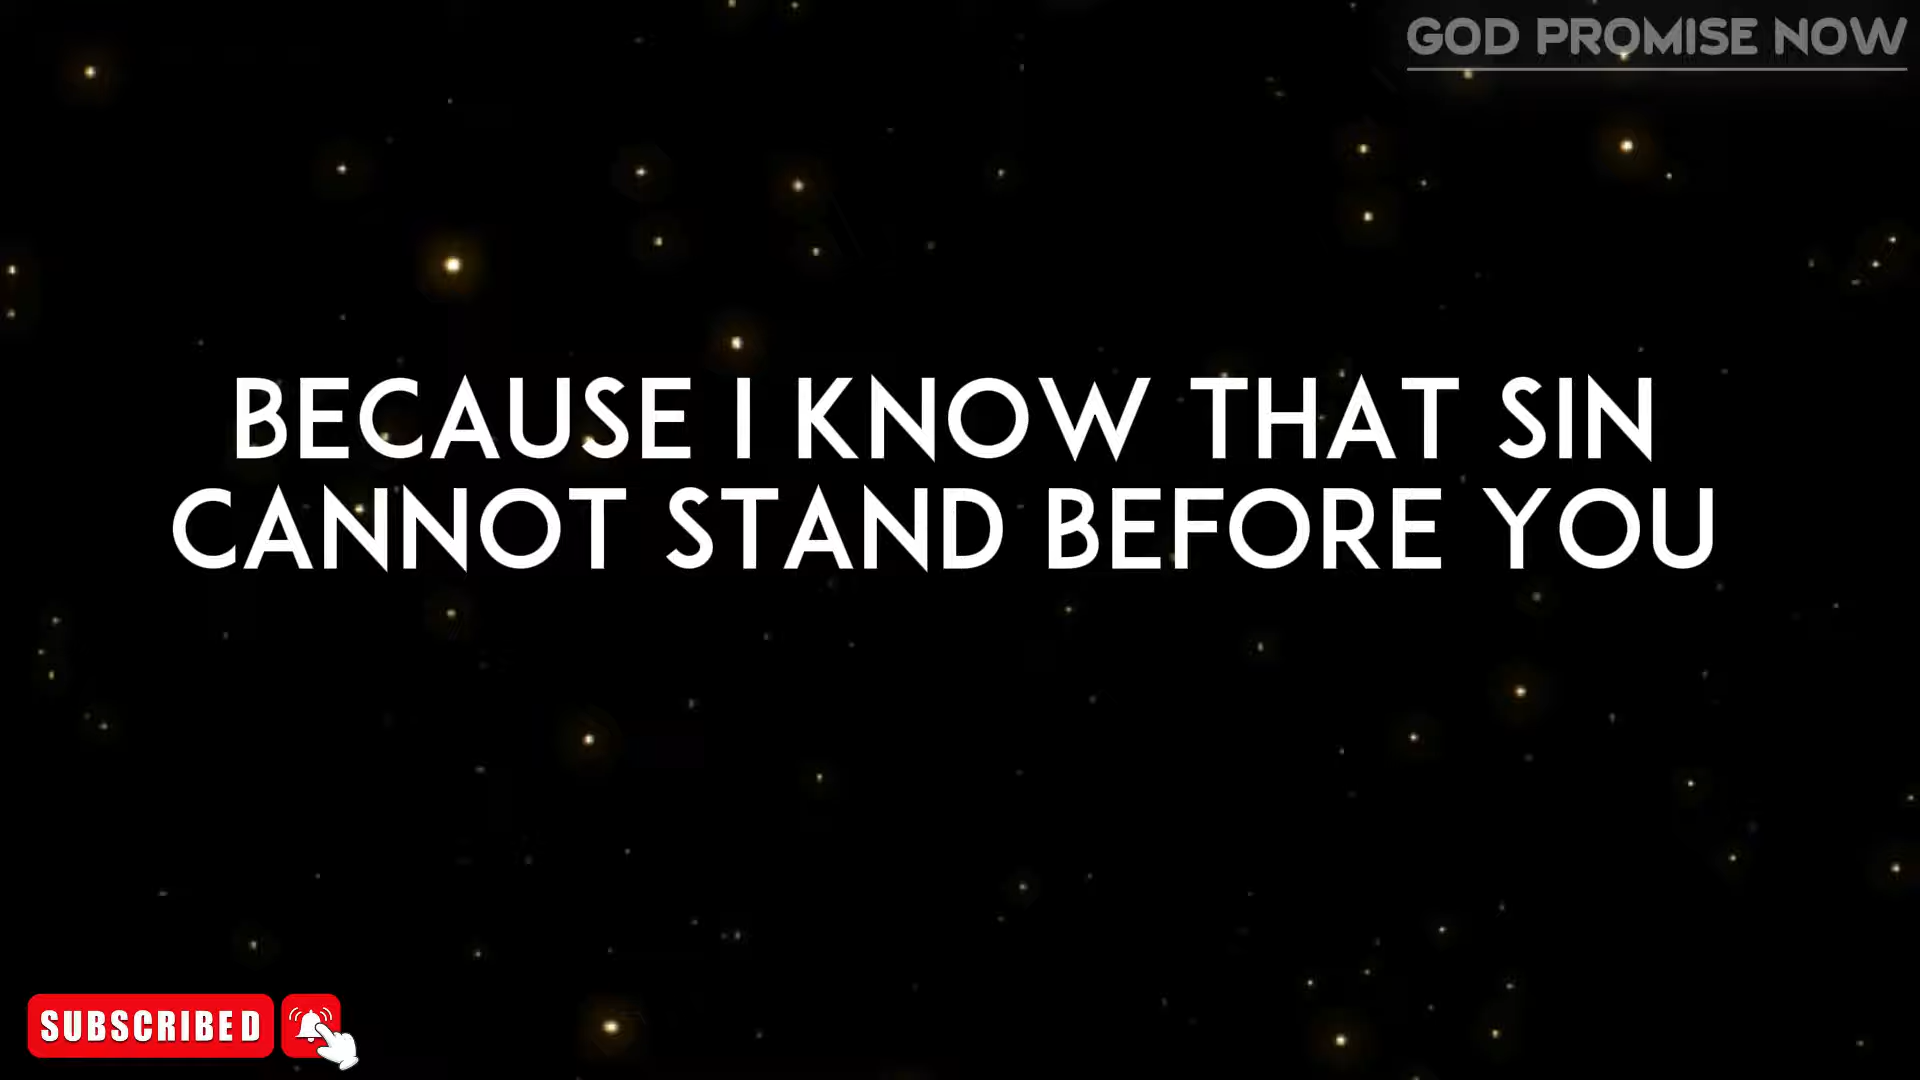 GOD PROMISE NOW
BECAUSE I KNOW THAT SIN
CANNOT STAND BEFORE YOU
SUBSCRIBED